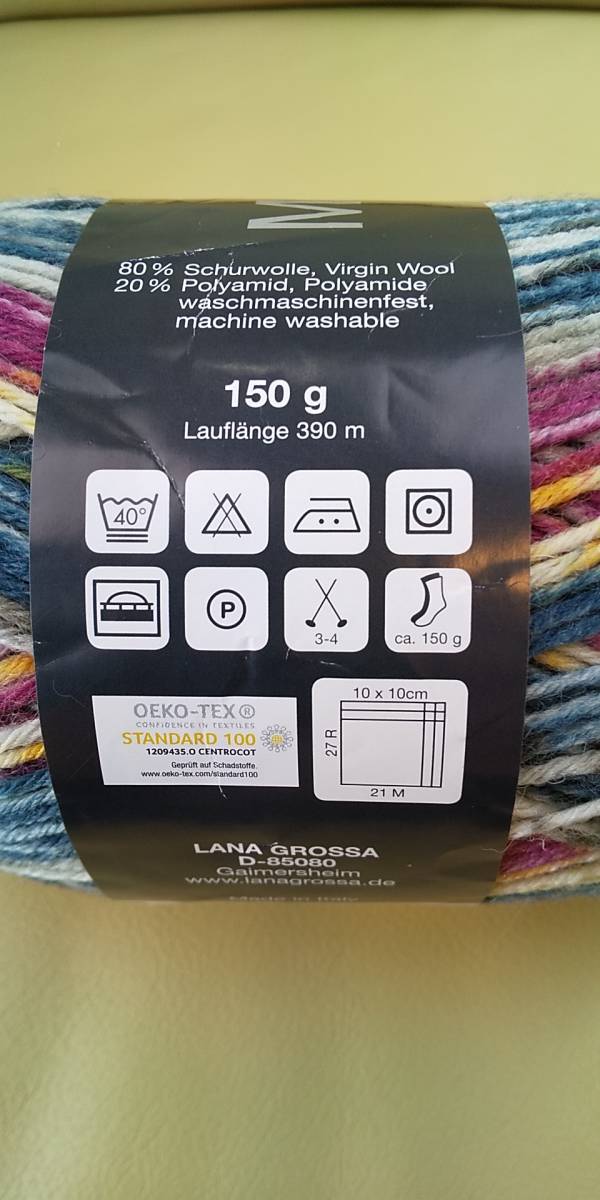 M
80 % Schurwolle, Virgin Wool
20 % Polyamid, Polyamide
waschmaschinenfest,
machine washable
150 g
Lauflänge 390 m
40°
P
3-4
ca. 150 g
OEKO-TEX®
CONFIDENCE IN TEXTILES
STANDARD 100
1209435.O CENTROCOT
Geprüft auf Schadstoffe.
www.oeko-tex.com/standard100
10 x 10cm
27 R
21 M
LANA GROSSA
D-85080
Gaimersheim
www.lanagrossa.de
Made in Italy